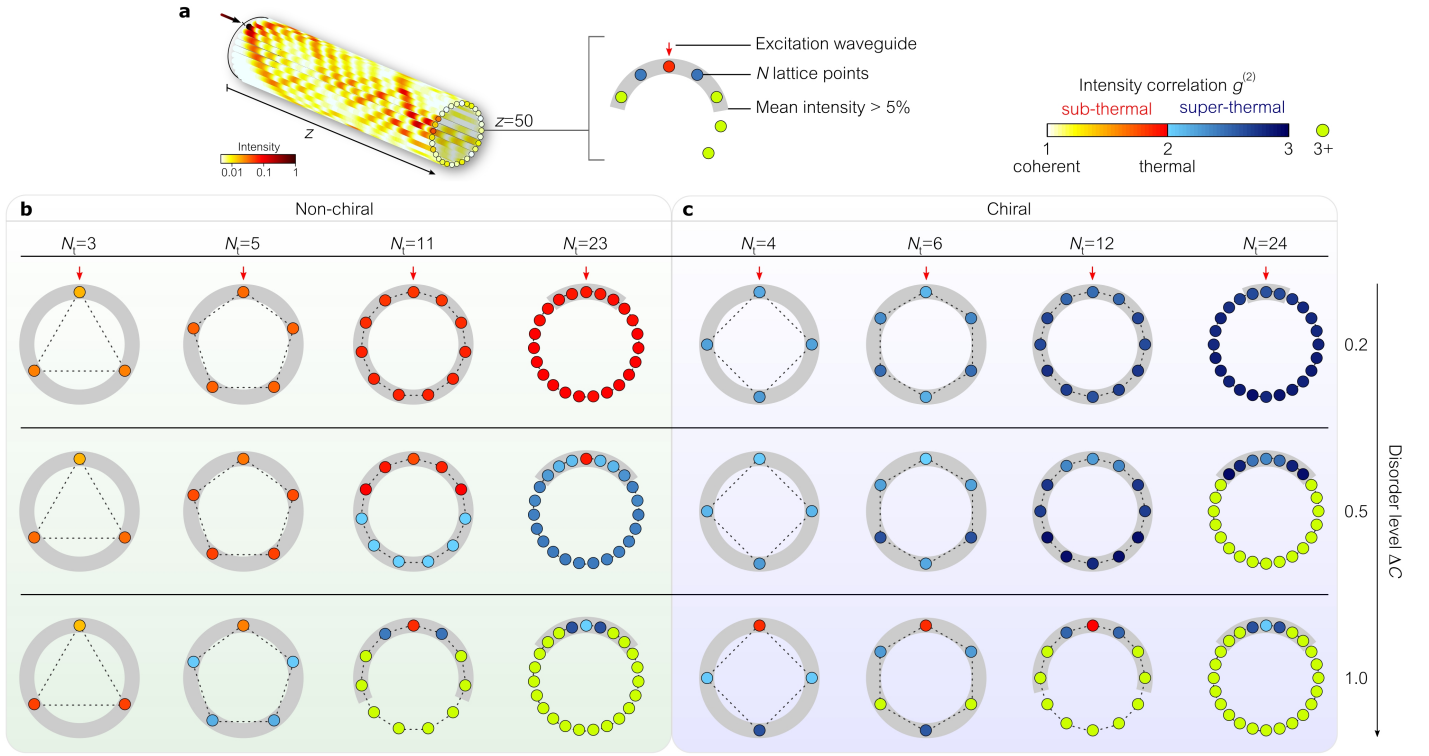 a
Excitation waveguide
N lattice points
Mean intensity > 5%
z=50
z
Intensity
0.01 0.1 1
Intensity correlation g(2)
sub-thermal super-thermal
1 2 3 3+
coherent thermal
b Non-chiral
Nt=3 Nt=5 Nt=11 Nt=23
c Chiral
Nt=4 Nt=6 Nt=12 Nt=24
0.2
0.5
1.0
Disorder level ΔC